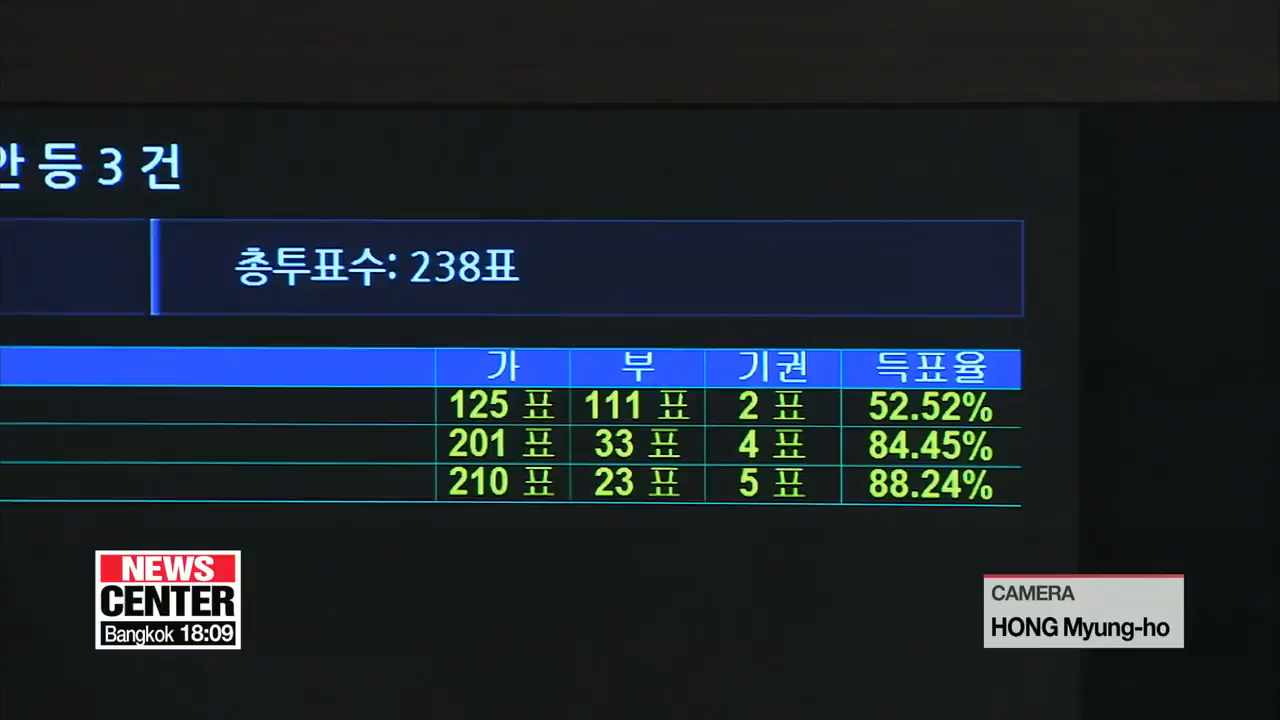 안 등 3 건
총투표수: 238표
가 부 기권 득표율
125 표 111 표 2 표 52.52%
201 표 33 표 4 표 84.45%
210 표 23 표 5 표 88.24%
NEWS
CENTER
Bangkok 18:09
CAMERA
HONG Myung-ho